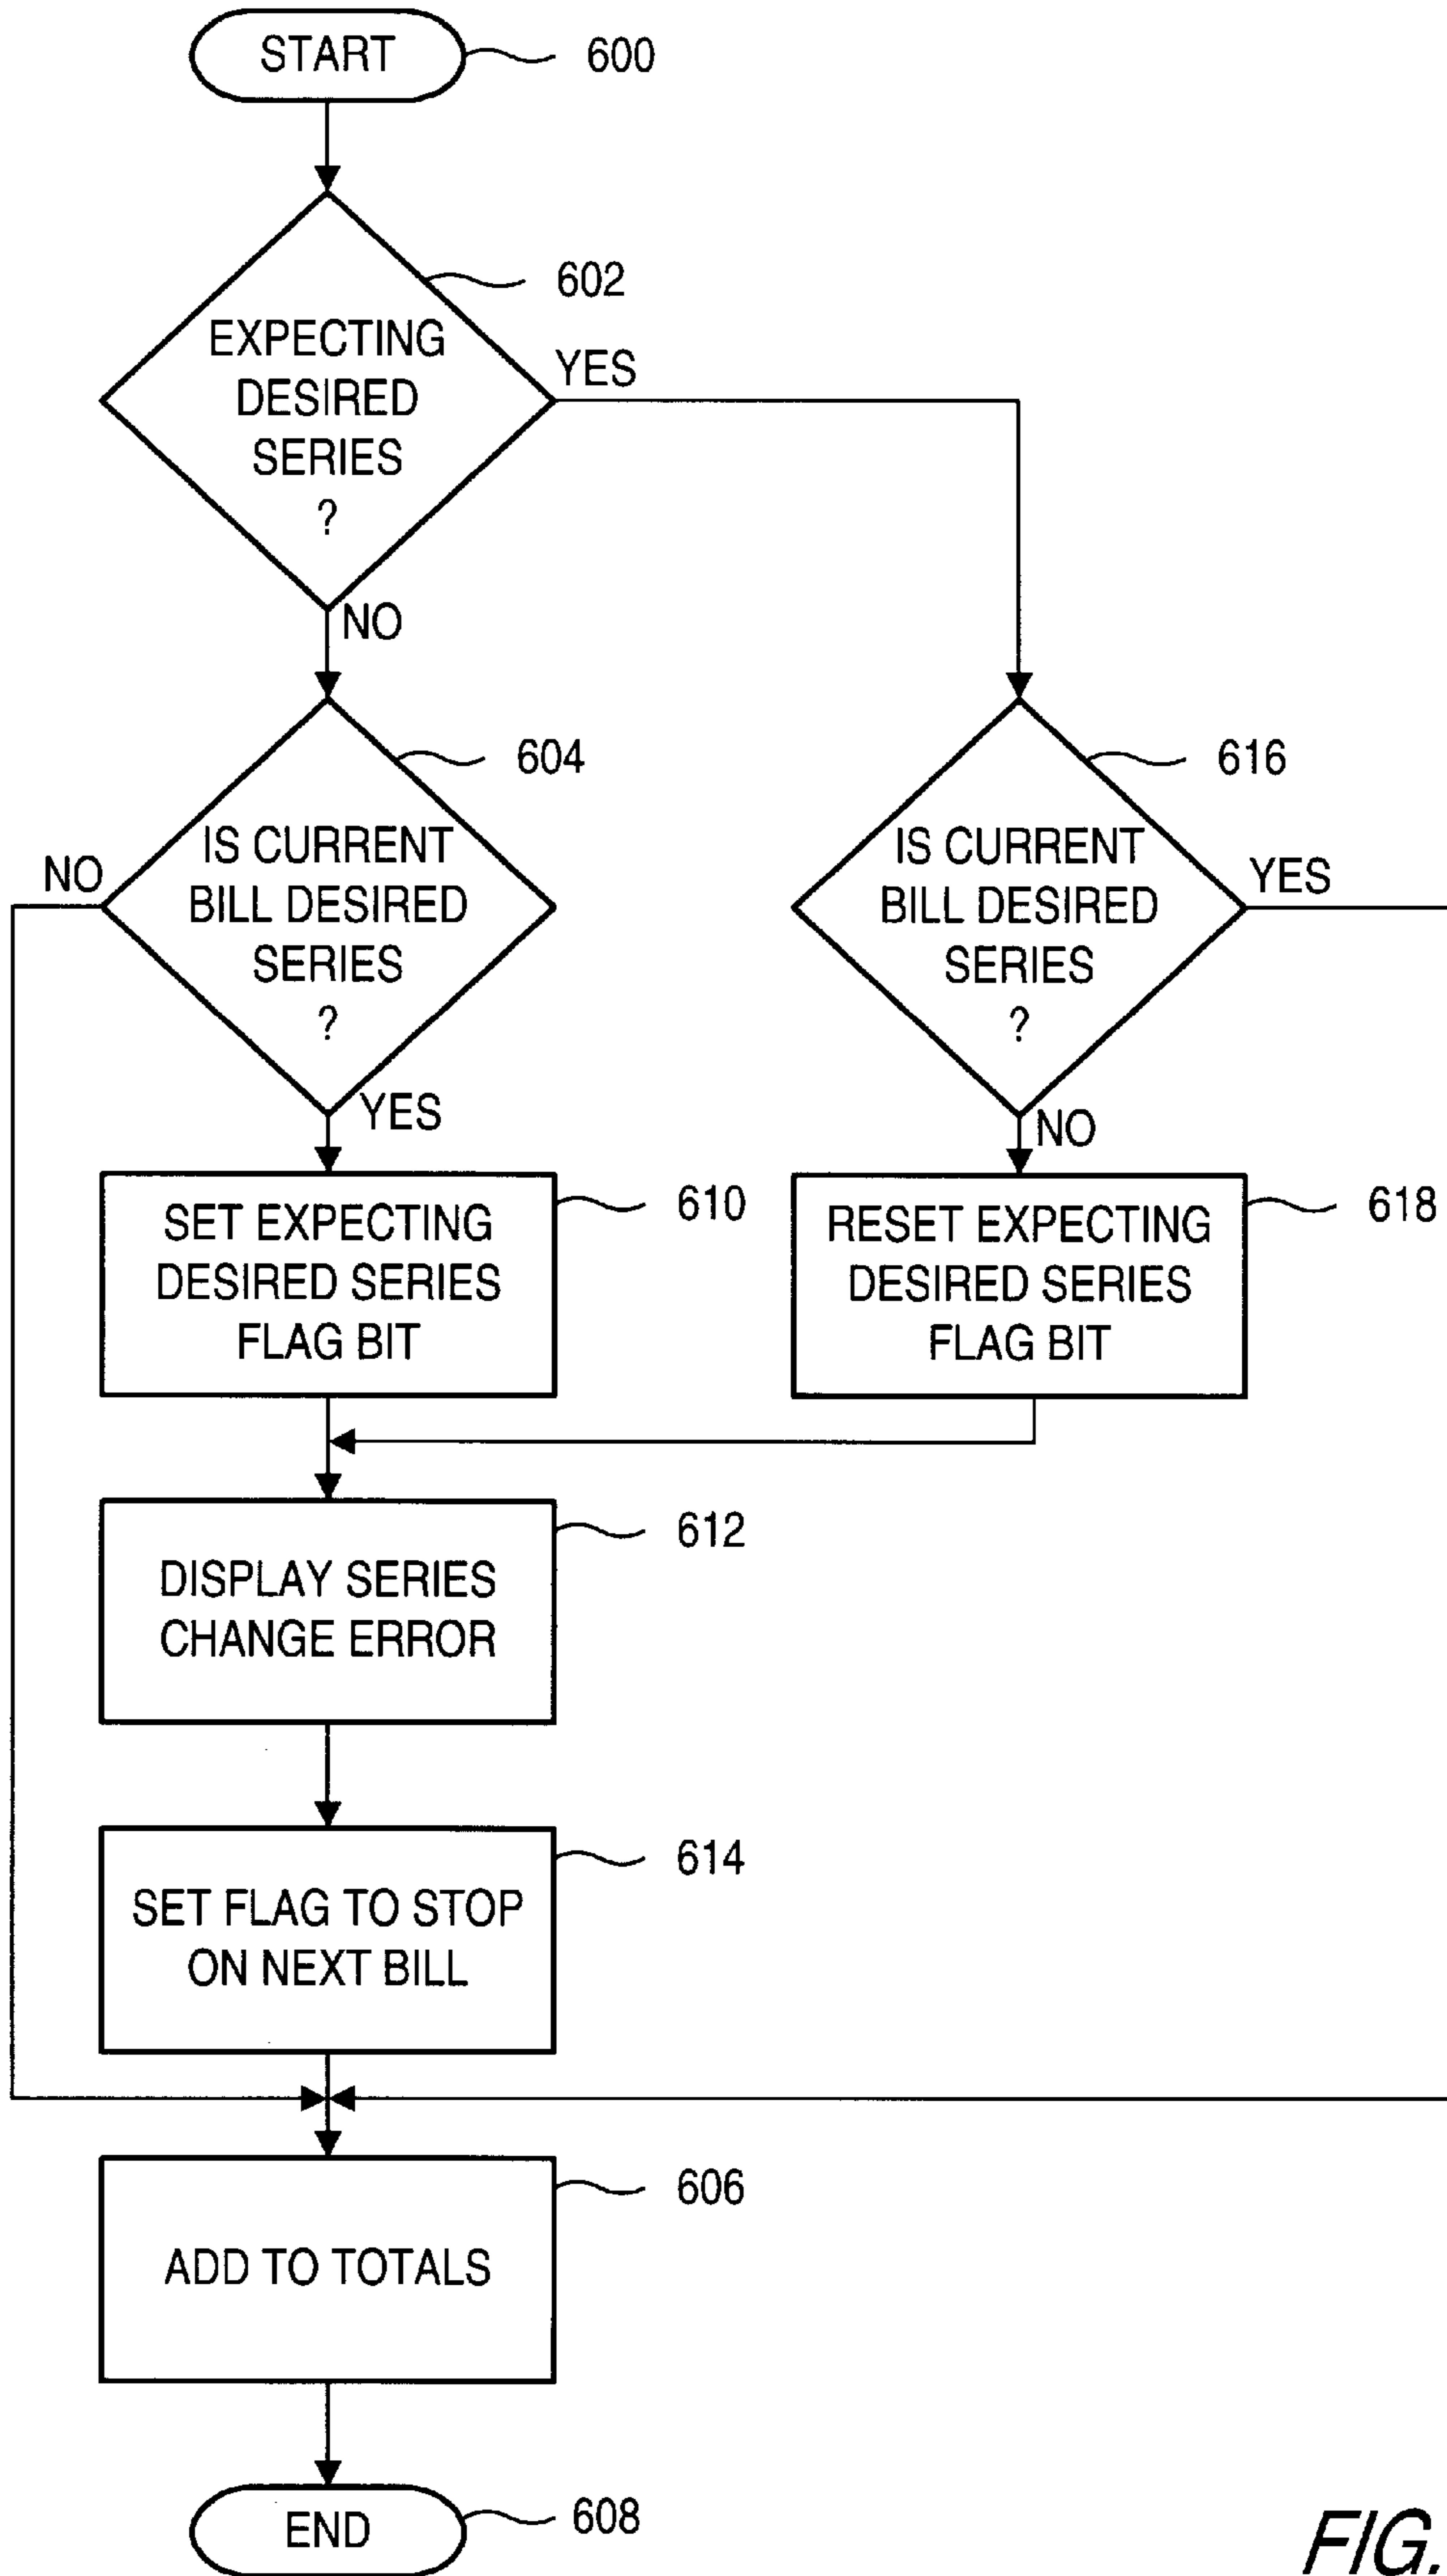 START
600
602
EXPECTING
DESIRED
SERIES
?
YES
NO
604
IS CURRENT
BILL DESIRED
SERIES
?
NO
YES
616
IS CURRENT
BILL DESIRED
SERIES
?
YES
NO
610
SET EXPECTING
DESIRED SERIES
FLAG BIT
618
RESET EXPECTING
DESIRED SERIES
FLAG BIT
612
DISPLAY SERIES
CHANGE ERROR
614
SET FLAG TO STOP
ON NEXT BILL
606
ADD TO TOTALS
END
608
FIG.